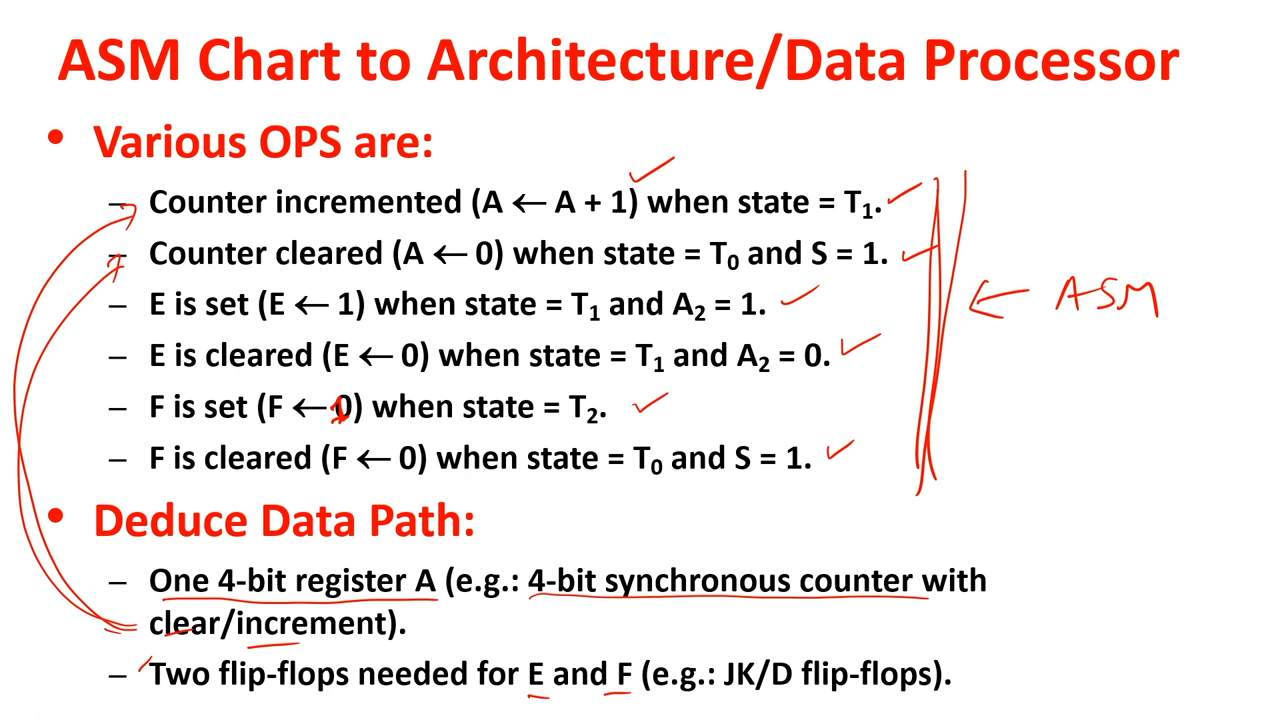 ASM Chart to Architecture/Data Processor
• Various OPS are:
– Counter incremented (A ← A + 1) when state = T₁.
– Counter cleared (A ← 0) when state = T₀ and S = 1.
– E is set (E ← 1) when state = T₁ and A₂ = 1.
← ASM
– E is cleared (E ← 0) when state = T₁ and A₂ = 0.
– F is set (F ← 1) when state = T₂.
– F is cleared (F ← 0) when state = T₀ and S = 1.
• Deduce Data Path:
– One 4-bit register A (e.g.: 4-bit synchronous counter with
clear/increment).
– Two flip-flops needed for E and F (e.g.: JK/D flip-flops).